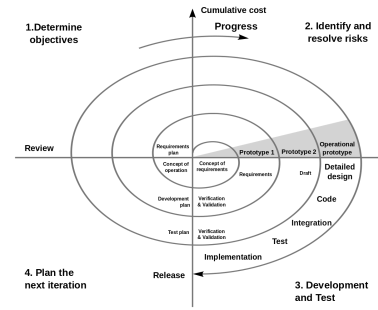 Cumulative cost
1.Determine
objectives
Progress
2. Identify and
resolve risks
Review
Requirements
plan
Prototype 1
Prototype 2
Operational
prototype
Concept of
operation
Concept of
requirements
Requirements
Draft
Detailed
design
Development
plan
Verification
& Validation
Code
Integration
Test plan
Verification
& Validation
Test
Implementation
Release
4. Plan the
next iteration
3. Development
and Test